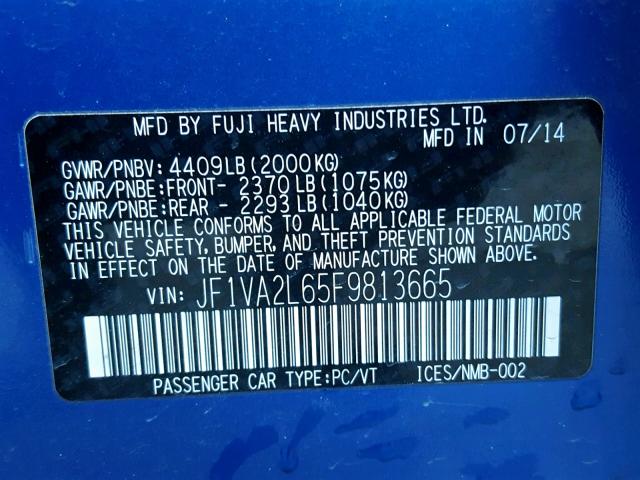 MFD BY FUJI HEAVY INDUSTRIES LTD.
MFD IN 07/14
GVWR/PNBV: 4409LB (2000KG)
GAWR/PNBE:FRONT- 2370 LB (1075KG)
GAWR/PNBE:REAR - 2293 LB (1040KG)
THIS VEHICLE CONFORMS TO ALL APPLICABLE FEDERAL MOTOR
VEHICLE SAFETY, BUMPER, AND THEFT PREVENTION STANDARDS
IN EFFECT ON THE DATE OF MANUFACTURE SHOWN ABOVE.
VIN: JF1VA2L65F9813665
PASSENGER CAR TYPE:PC/VT ICES/NMB-002